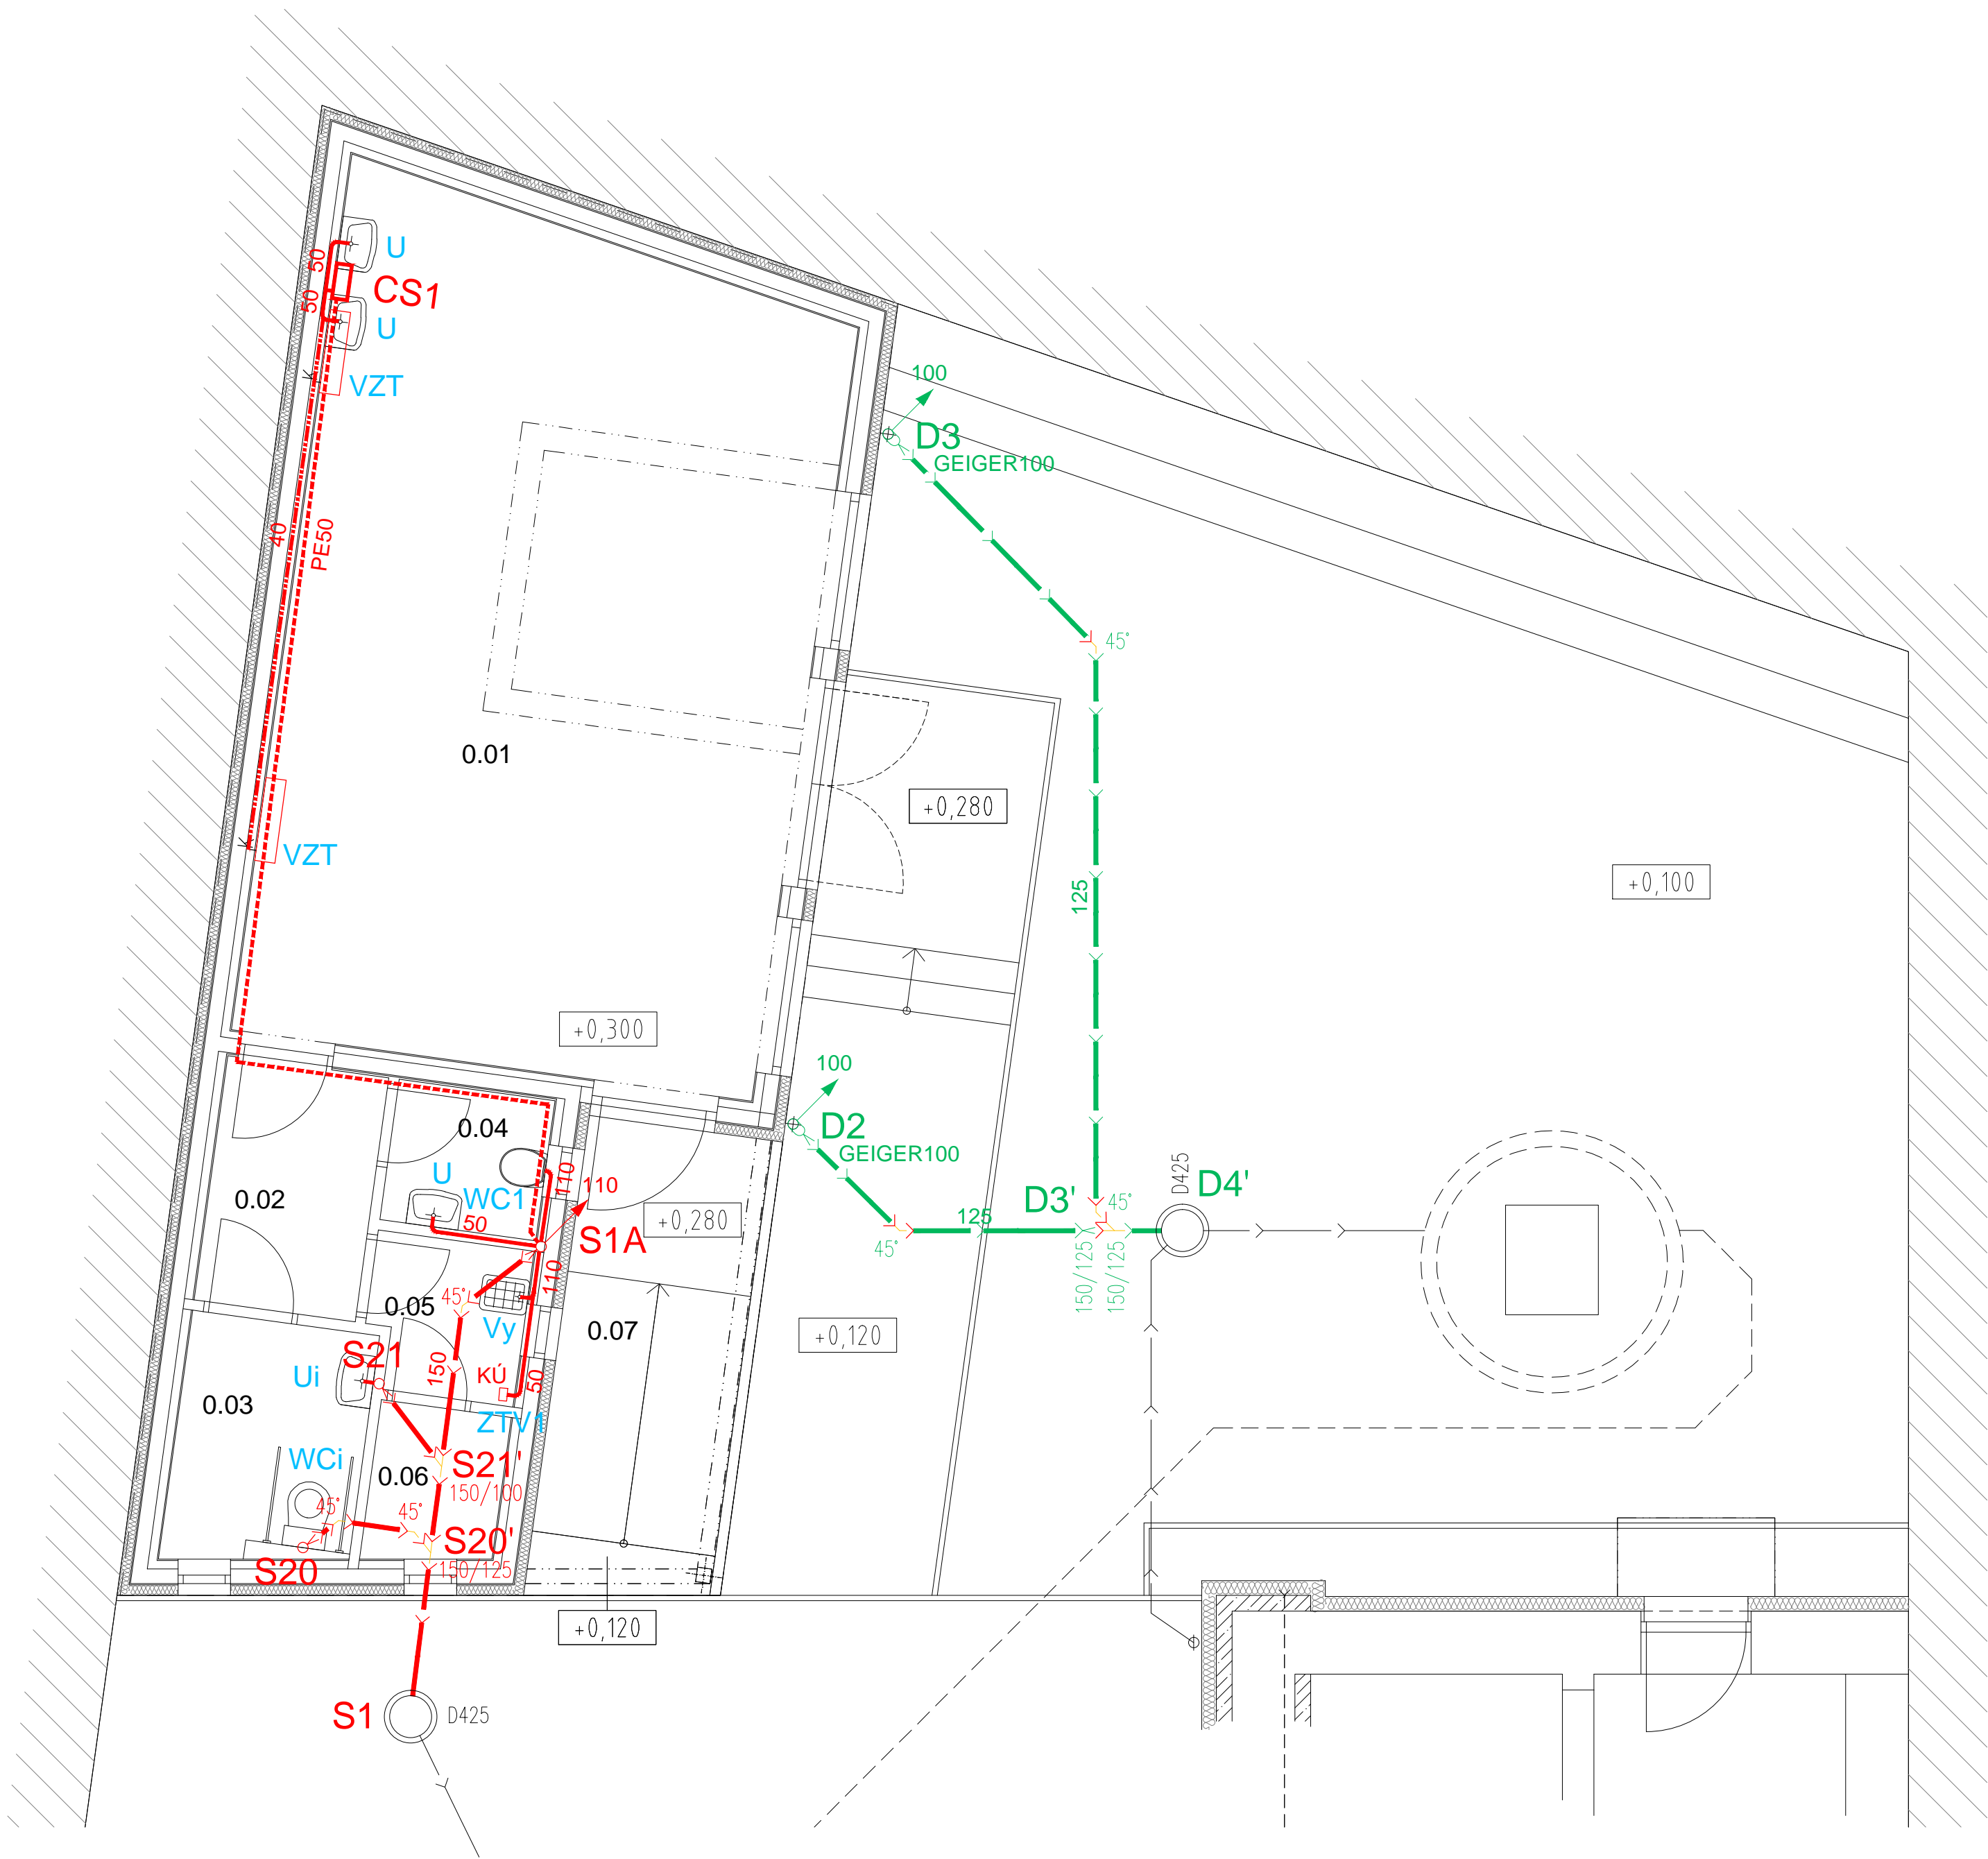 50
U
CS1
50
U
VZT
100
D3
GEIGER100
40
PE50
45°
0.01
+0,280
VZT
+0,100
125
+0,300
100
D2
GEIGER100
0.04
0.02
U
WC1
110
110
50
S1A
+0,280
D3'
45°
D425
D4'
125
45°
150/125
150/125
110
45°
0.05
Vy
0.07
+0,120
S21
150
KÚ
50
Ui
0.03
ZTV1
WCi
S21'
0.06
150/100
45°
45°
S20'
150/125
S20
+0,120
S1
D425